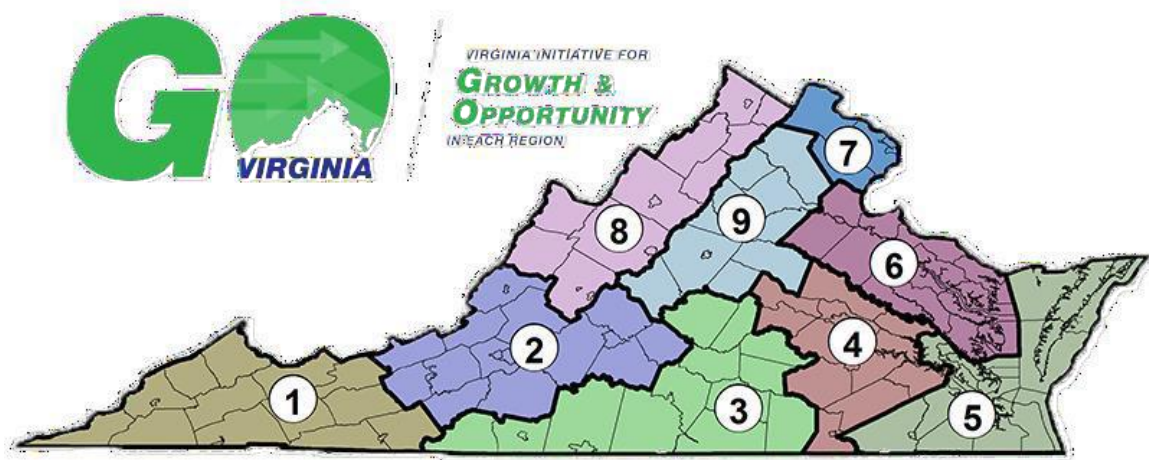 GO
VIRGINIA
VIRGINIA INITIATIVE FOR
GROWTH &
OPPORTUNITY
IN EACH REGION
7
8
9
6
2
4
1
3
5